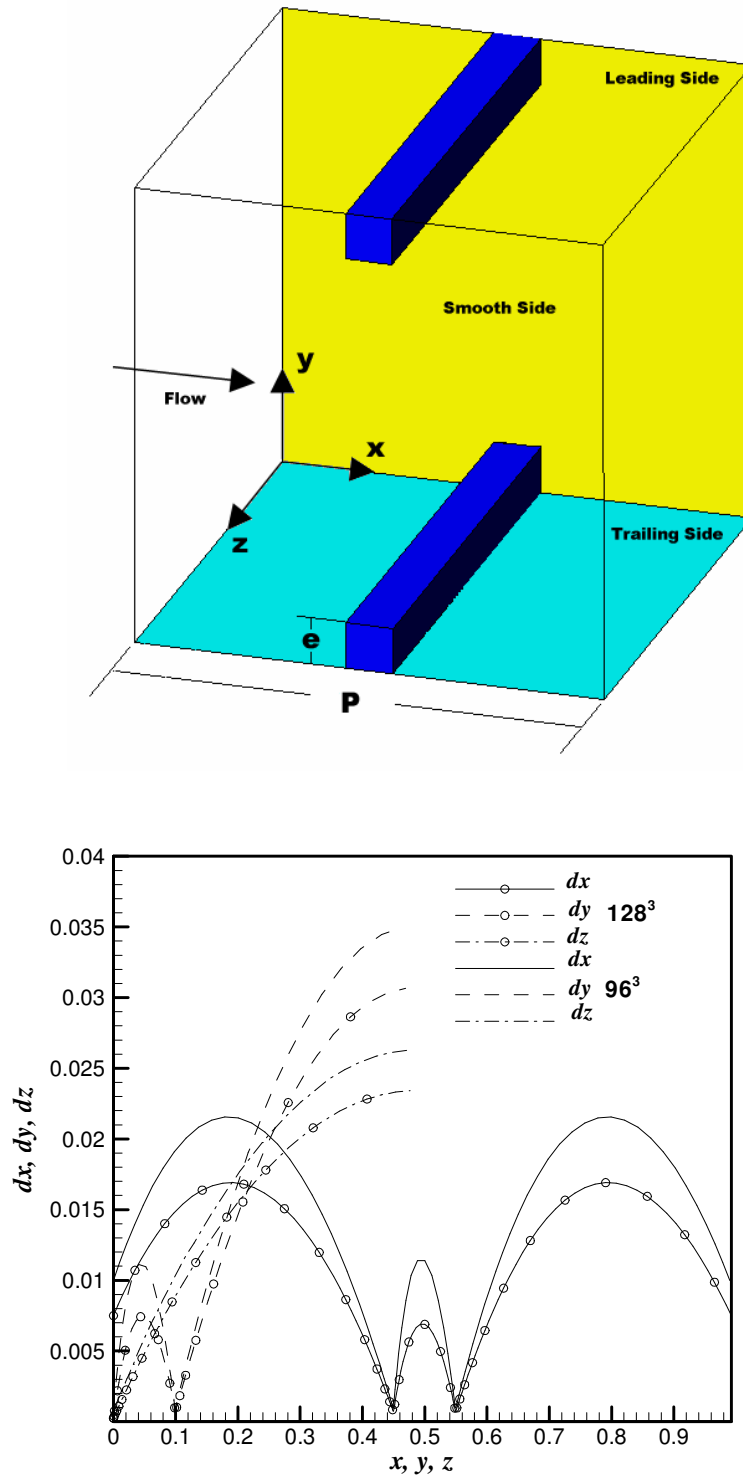 Leading Side
Smooth Side
y
Flow
x
z
Trailing Side
e
P
0.04
0.035
0.03
0.025
0.02
0.015
0.01
0.005
dx, dy, dz
dx
dy 128³
dz
dx
dy 96³
dz
0 0.1 0.2 0.3 0.4 0.5 0.6 0.7 0.8 0.9
x, y, z